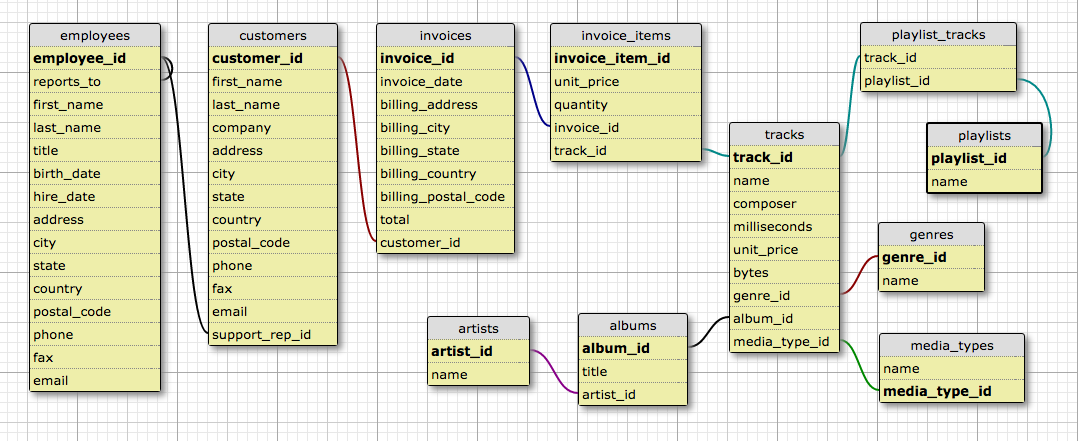 employees
employee_id
reports_to
first_name
last_name
title
birth_date
hire_date
address
city
state
country
postal_code
phone
fax
email
customers
customer_id
first_name
last_name
company
address
city
state
country
postal_code
phone
fax
email
support_rep_id
invoices
invoice_id
invoice_date
billing_address
billing_city
billing_state
billing_country
billing_postal_code
total
customer_id
invoice_items
invoice_item_id
unit_price
quantity
invoice_id
track_id
artists
artist_id
name
albums
album_id
title
artist_id
tracks
track_id
name
composer
milliseconds
unit_price
bytes
genre_id
album_id
media_type_id
playlist_tracks
track_id
playlist_id
playlists
playlist_id
name
genres
genre_id
name
media_types
name
media_type_id